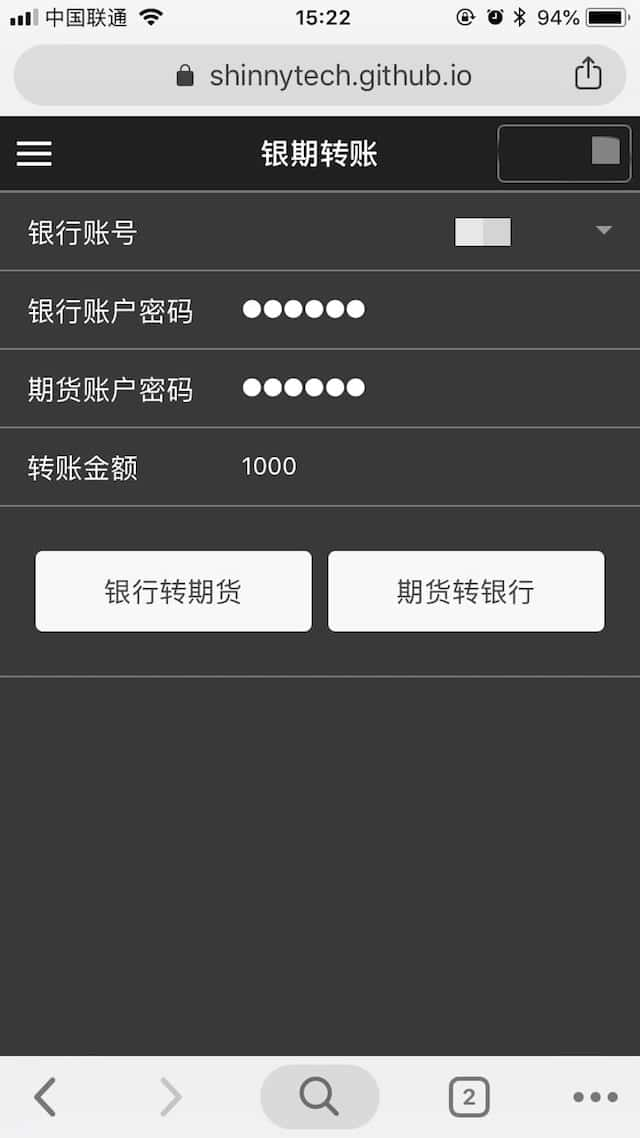 中国联通 15:22 94%
shinnytech.github.io
银期转账
银行账号
银行账户密码 ●●●●●●
期货账户密码 ●●●●●●
转账金额 1000
银行转期货 期货转银行
2